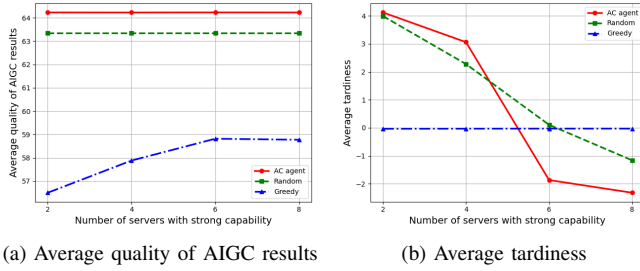 Average quality of AIGC results
64
63
62
61
60
59
58
57
2
4
6
8
AC agent
Random
Greedy
Number of servers with strong capability
(a) Average quality of AIGC results
Average tardiness
4
3
2
1
0
−1
−2
2
4
6
8
AC agent
Random
Greedy
Number of servers with strong capability
(b) Average tardiness